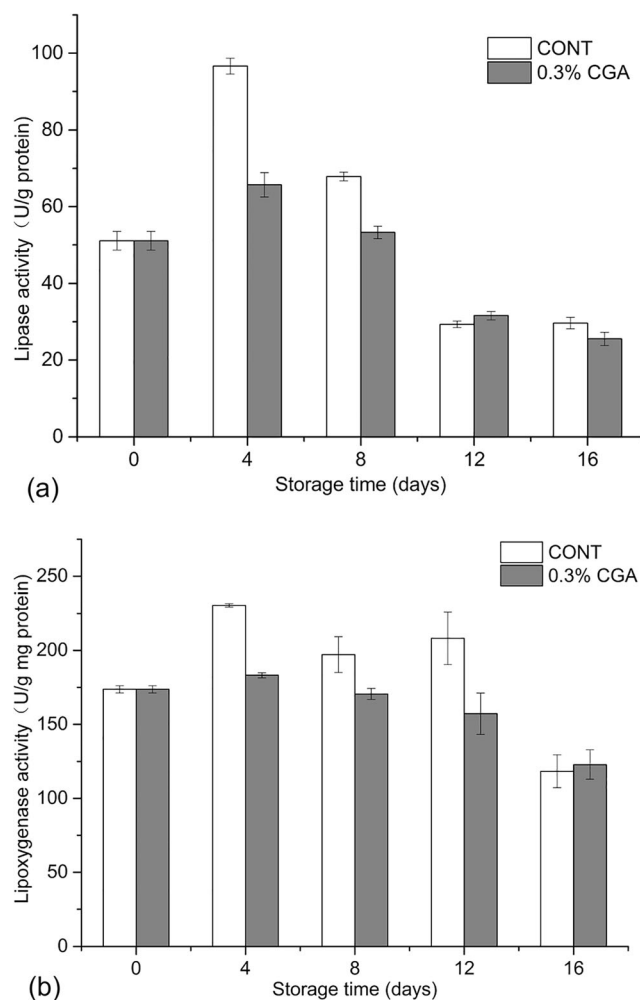 CONT
0.3% CGA
100
80
60
40
20
0
Lipase activity（U/g protein)
0 4 8 12 16
Storage time (days)
(a)
CONT
0.3% CGA
250
200
150
100
50
0
Lipoxygenase activity（U/g mg protein)
0 4 8 12 16
Storage time (days)
(b)